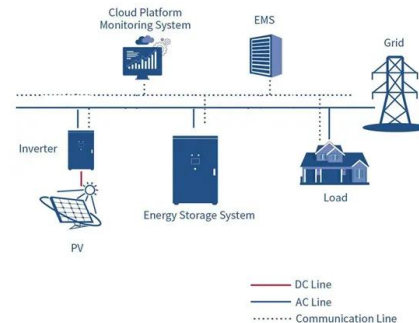 Cloud Platform
Monitoring System
EMS
Grid
Inverter
Energy Storage System
Load
PV
DC Line
AC Line
Communication Line